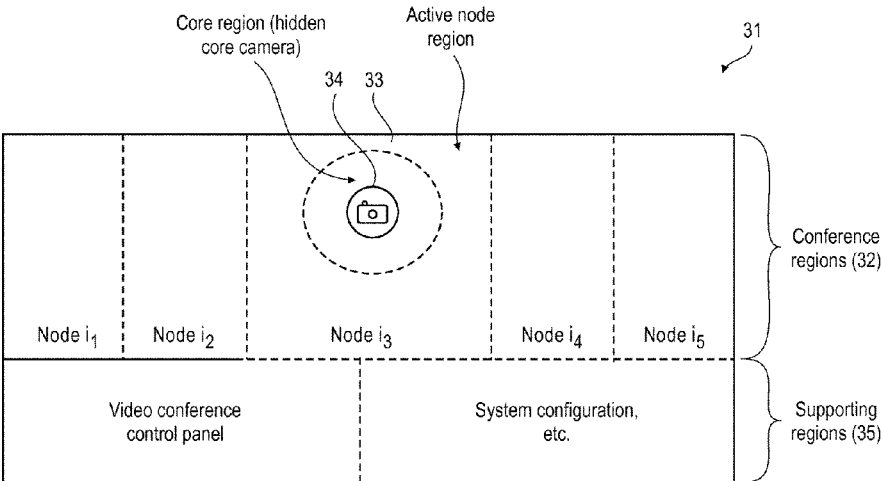 Core region (hidden
core camera)
Active node
region
31
34
33
Conference
regions (32)
Node i1
Node i2
Node i3
Node i4
Node i5
Video conference
control panel
System configuration,
etc.
Supporting
regions (35)